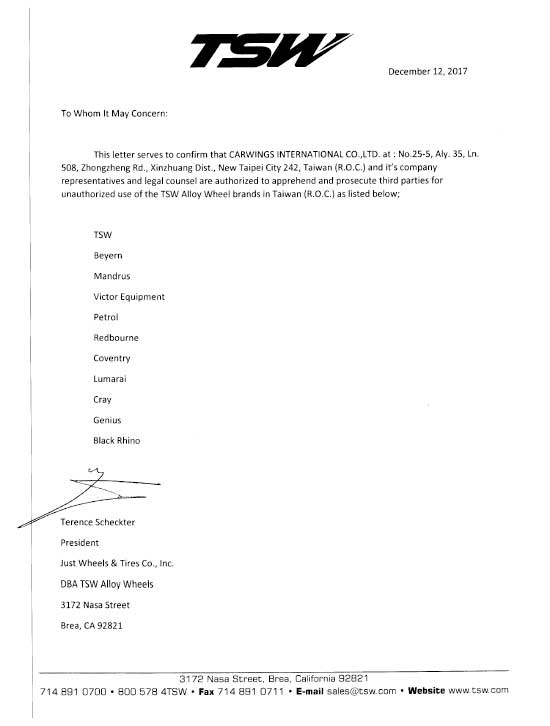 TSW
December 12, 2017
To Whom It May Concern:
This letter serves to confirm that CARWINGS INTERNATIONAL CO.,LTD. at : No.25-5, Aly. 35, Ln.
508, Zhongzheng Rd., Xinzhuang Dist., New Taipei City 242, Taiwan (R.O.C.) and it's company
representatives and legal counsel are authorized to apprehend and prosecute third parties for
unauthorized use of the TSW Alloy Wheel brands in Taiwan (R.O.C.) as listed below;
TSW
Beyern
Mandrus
Victor Equipment
Petrol
Redbourne
Coventry
Lumarai
Cray
Genius
Black Rhino
Terence Scheckter
President
Just Wheels & Tires Co., Inc.
DBA TSW Alloy Wheels
3172 Nasa Street
Brea, CA 92821
3172 Nasa Street, Brea, California 92821
714 891 0700 • 800 578 4TSW • Fax 714 891 0711 • E-mail sales@tsw.com • Website www.tsw.com